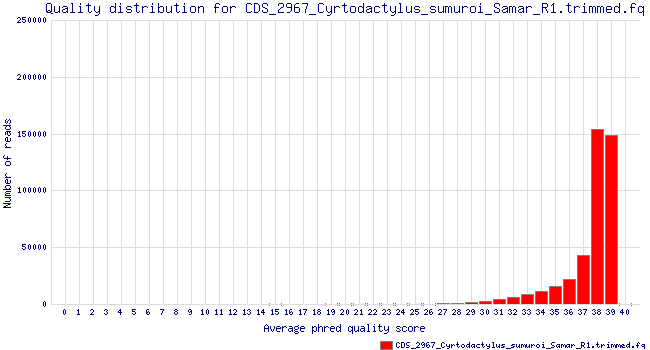 Quality distribution for CDS_2967_Cyrtodactylus_sumuroi_Samar_R1.trimmed.fq
250000
200000
150000
100000
50000
0
Number of reads
0 1 2 3 4 5 6 7 8 9 10 11 12 13 14 15 16 17 18 19 20 21 22 23 24 25 26 27 28 29 30 31 32 33 34 35 36 37 38 39 40
Average phred quality score
CDS_2967_Cyrtodactylus_sumuroi_Samar_R1.trimmed.fq